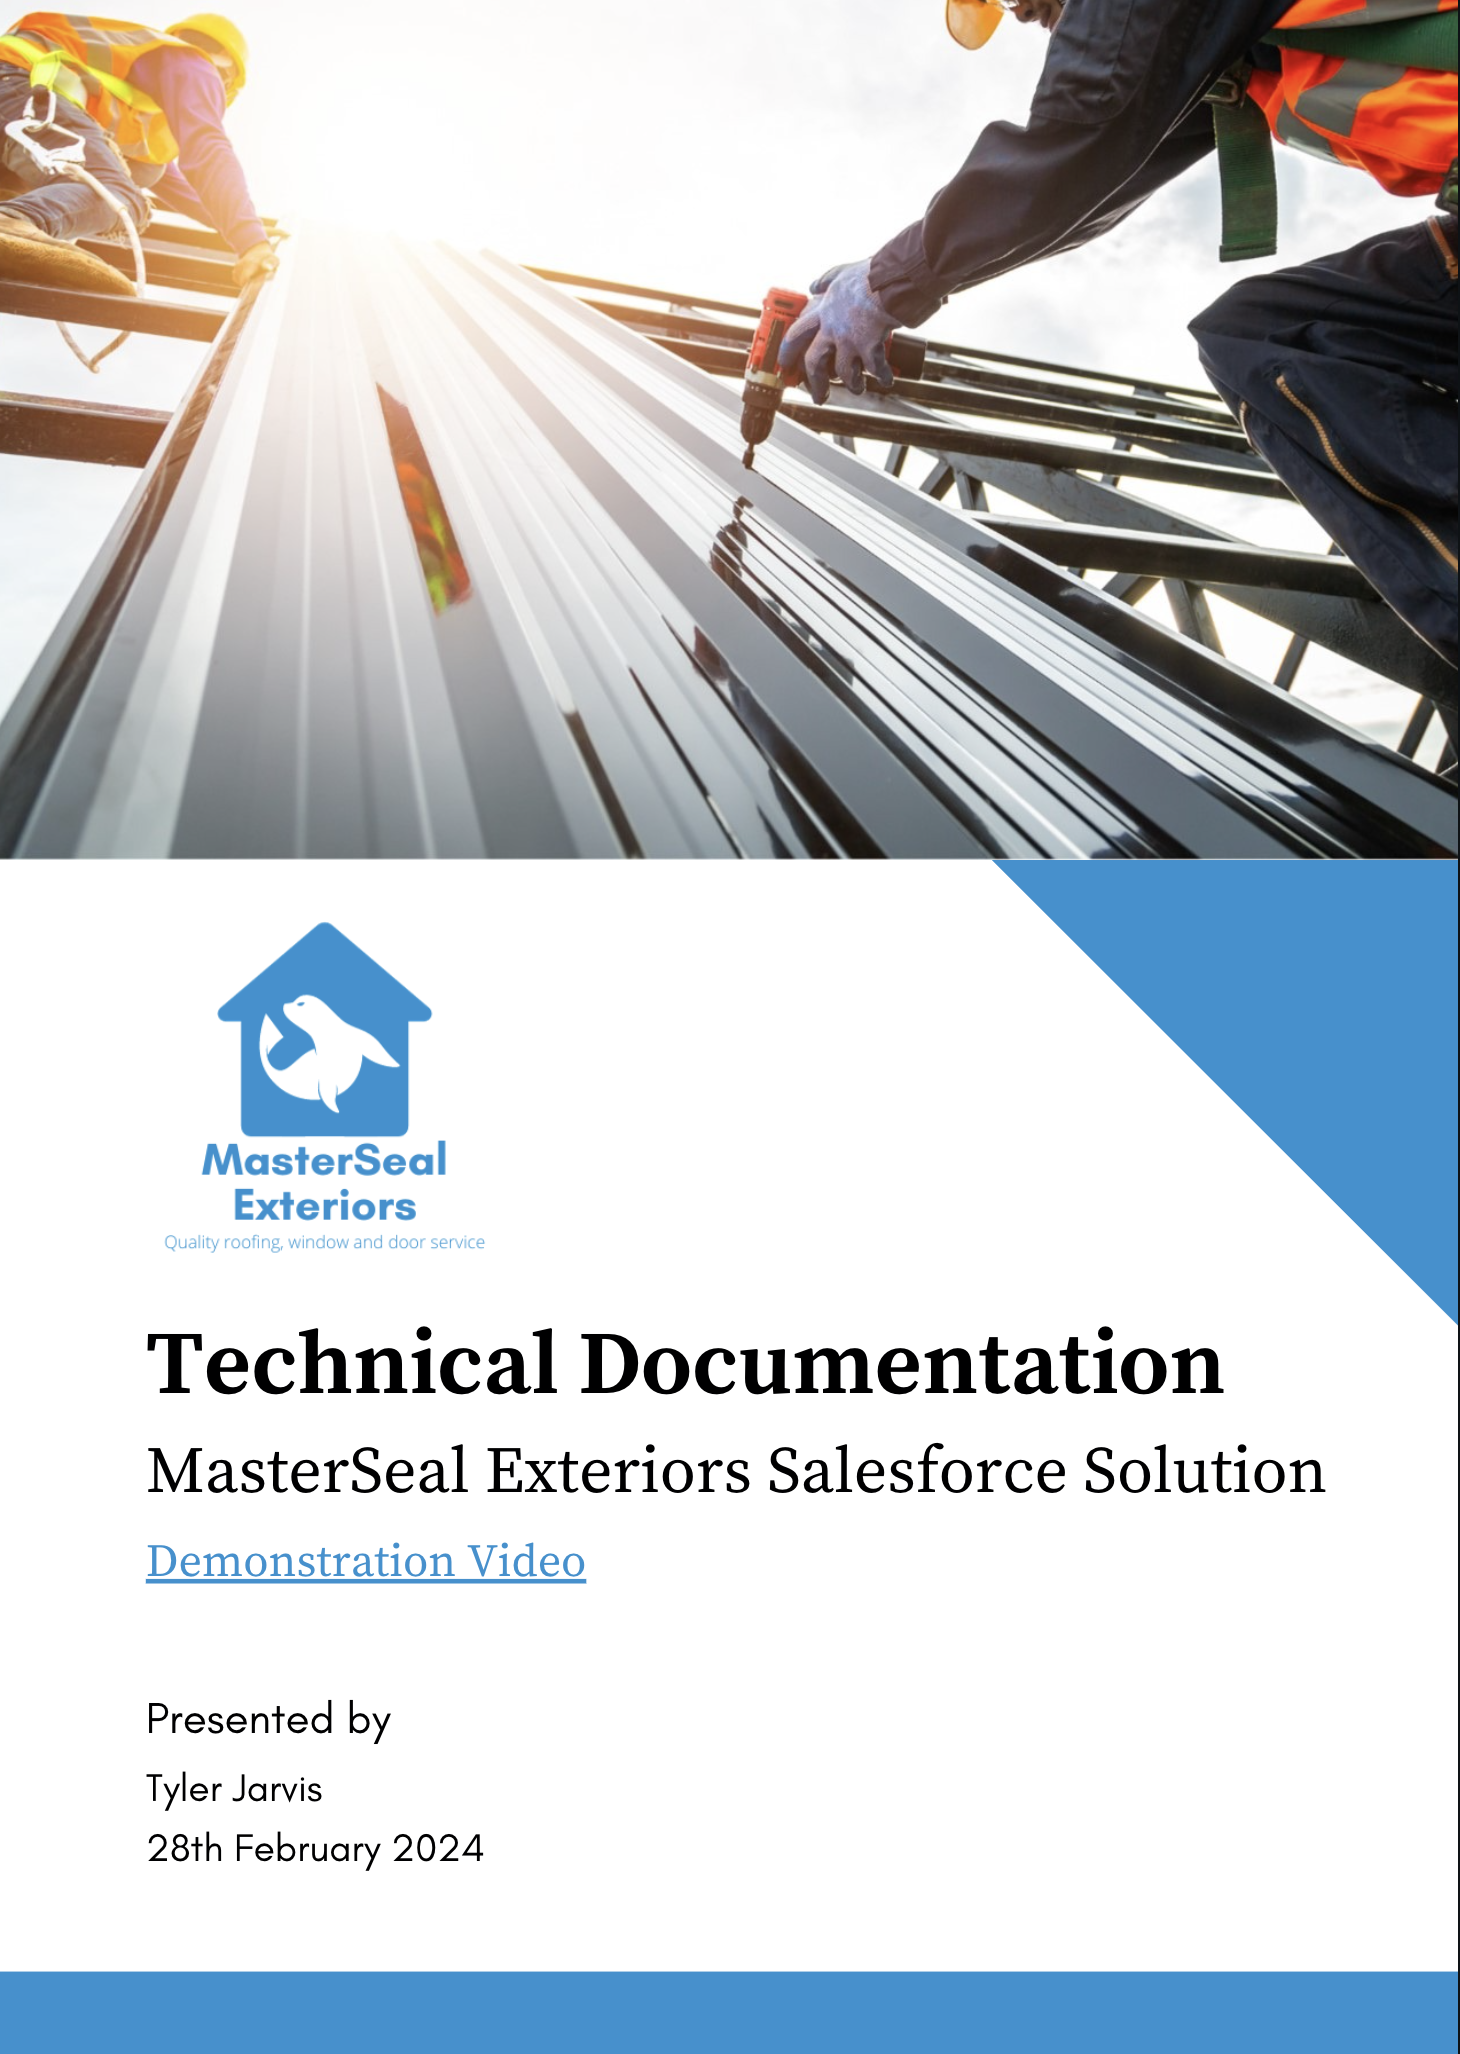 MasterSeal
Exteriors
Quality roofing, window and door service
Technical Documentation
MasterSeal Exteriors Salesforce Solution
Demonstration Video
Presented by
Tyler Jarvis
28th February 2024